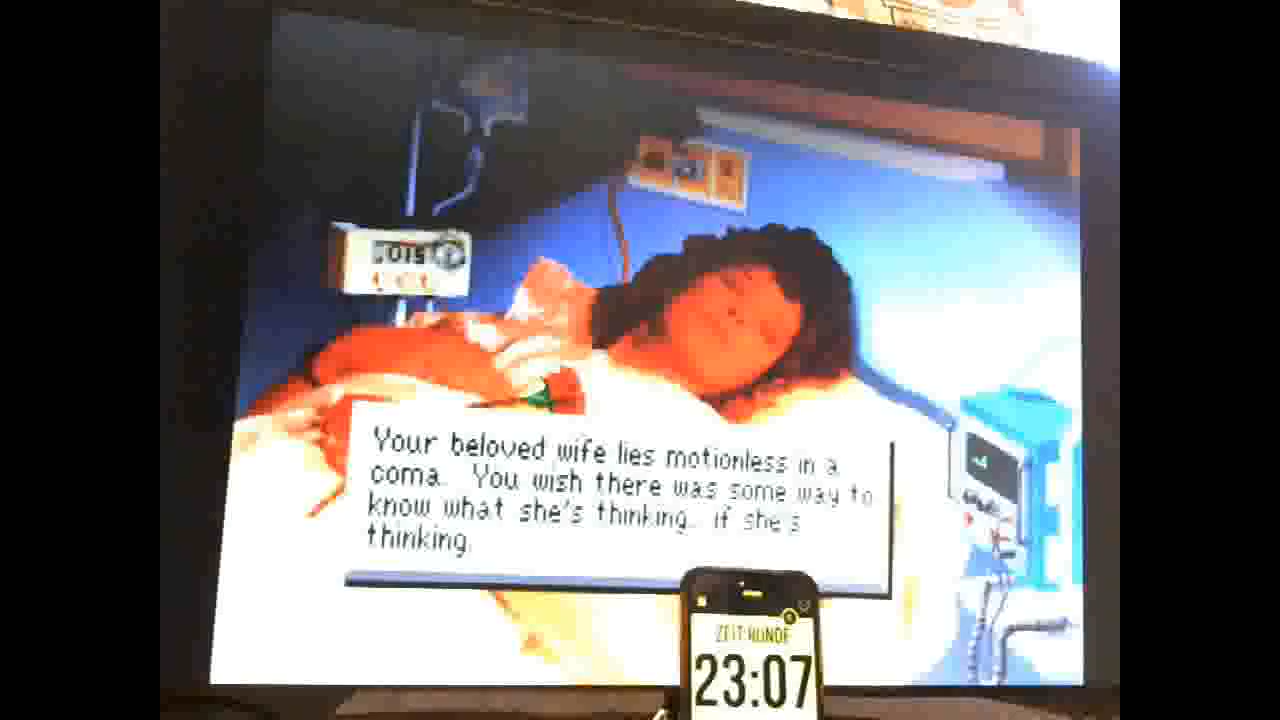 Your beloved wife lies motionless in a
coma. You wish there was some way to
know what she's thinking. if she's
thinking.
ZEIT RUNDE
23:07